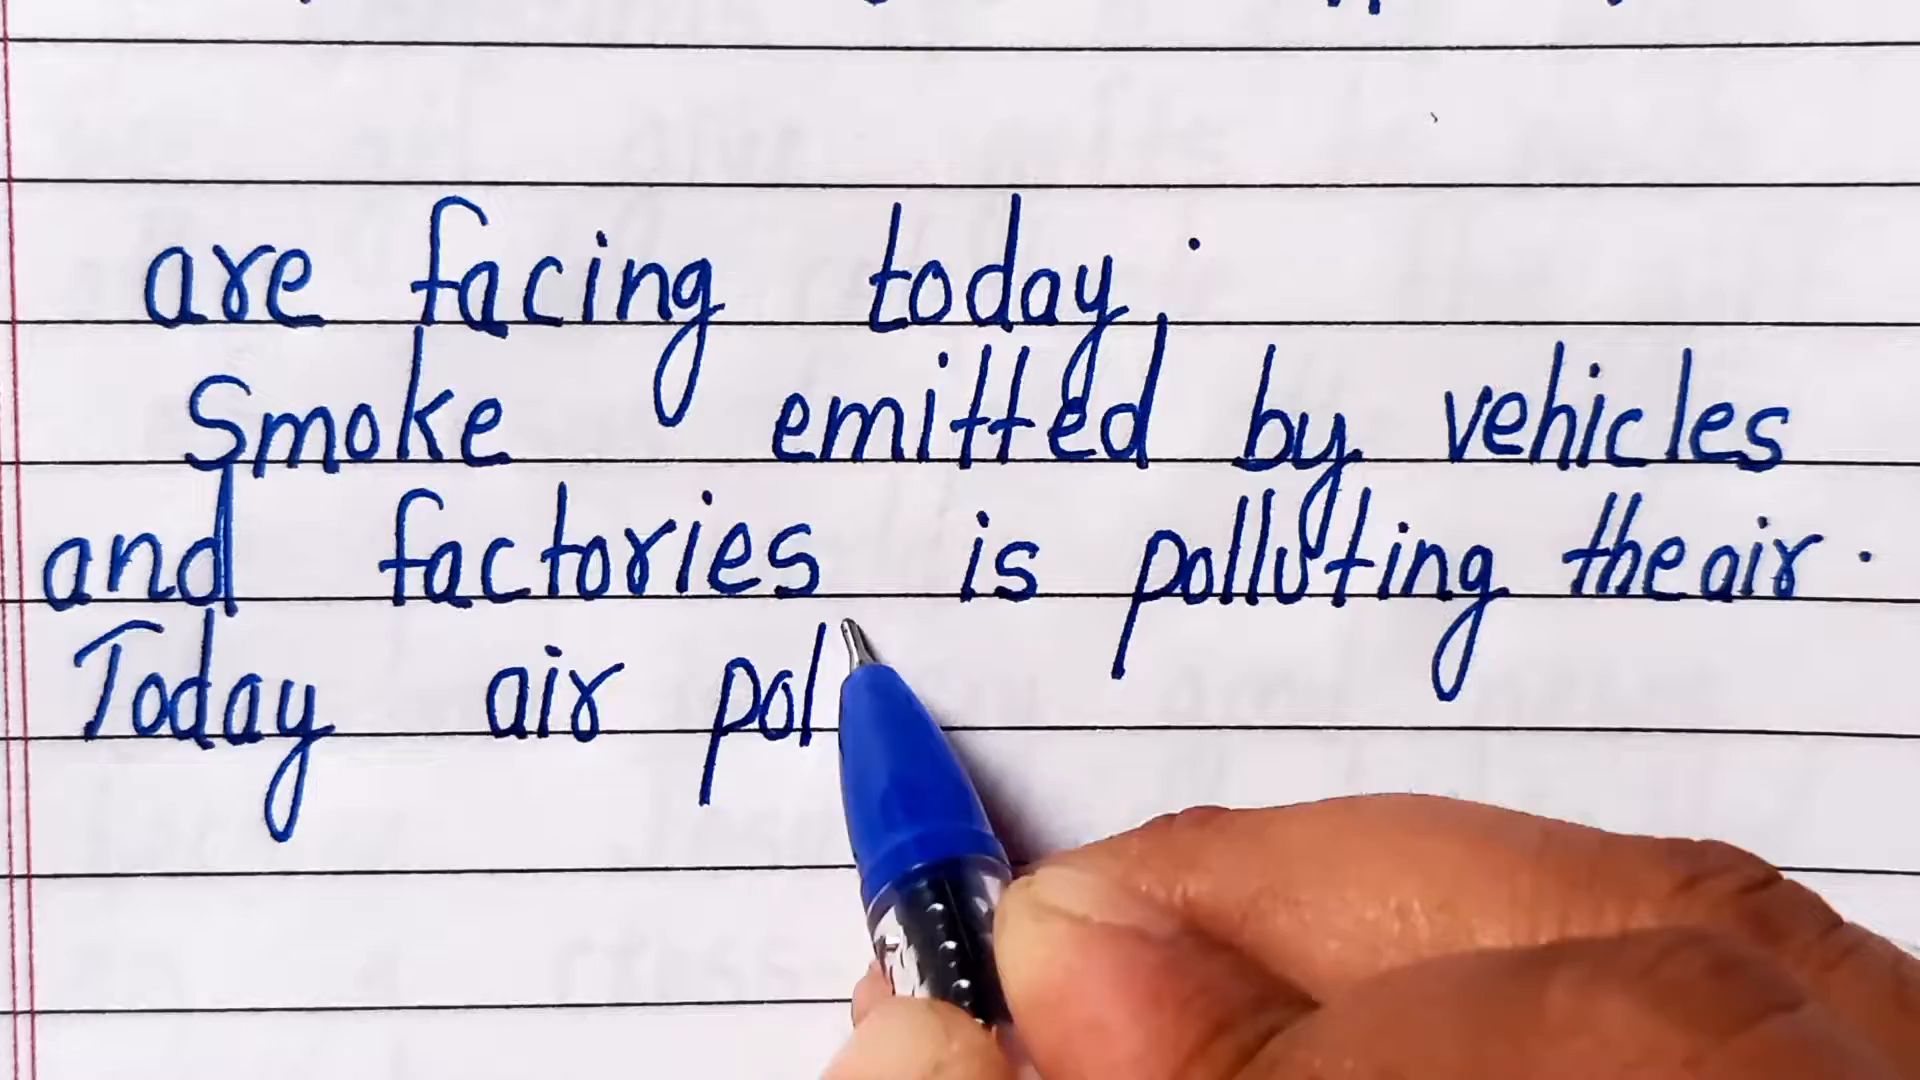 are facing today.
Smoke emitted by vehicles
and factories is polluting the air.
Today air pol